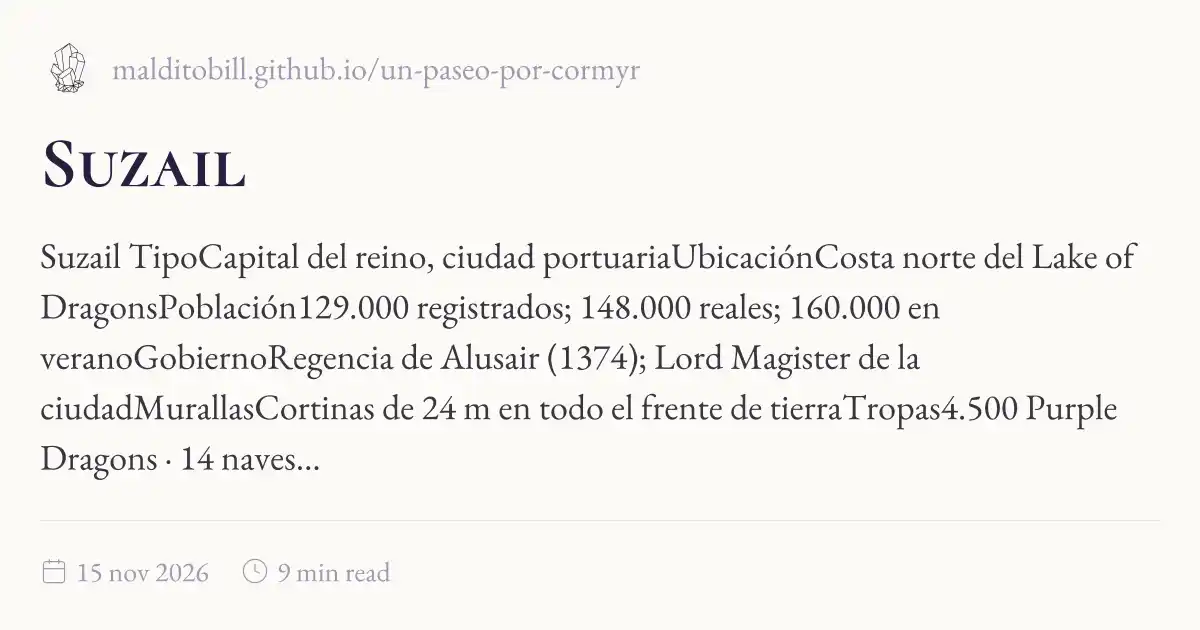 malditobill.github.io/un-paseo-por-cormyr
Suzail
Suzail TipoCapital del reino, ciudad portuariaUbicaciónCosta norte del Lake of
DragonsPoblación129.000 registrados; 148.000 reales; 160.000 en
veranoGobiernoRegencia de Alusair (1374); Lord Magister de la
ciudadMurallasCortinas de 24 m en todo el frente de tierraTropas4.500 Purple
Dragons · 14 naves...
15 nov 2026 9 min read